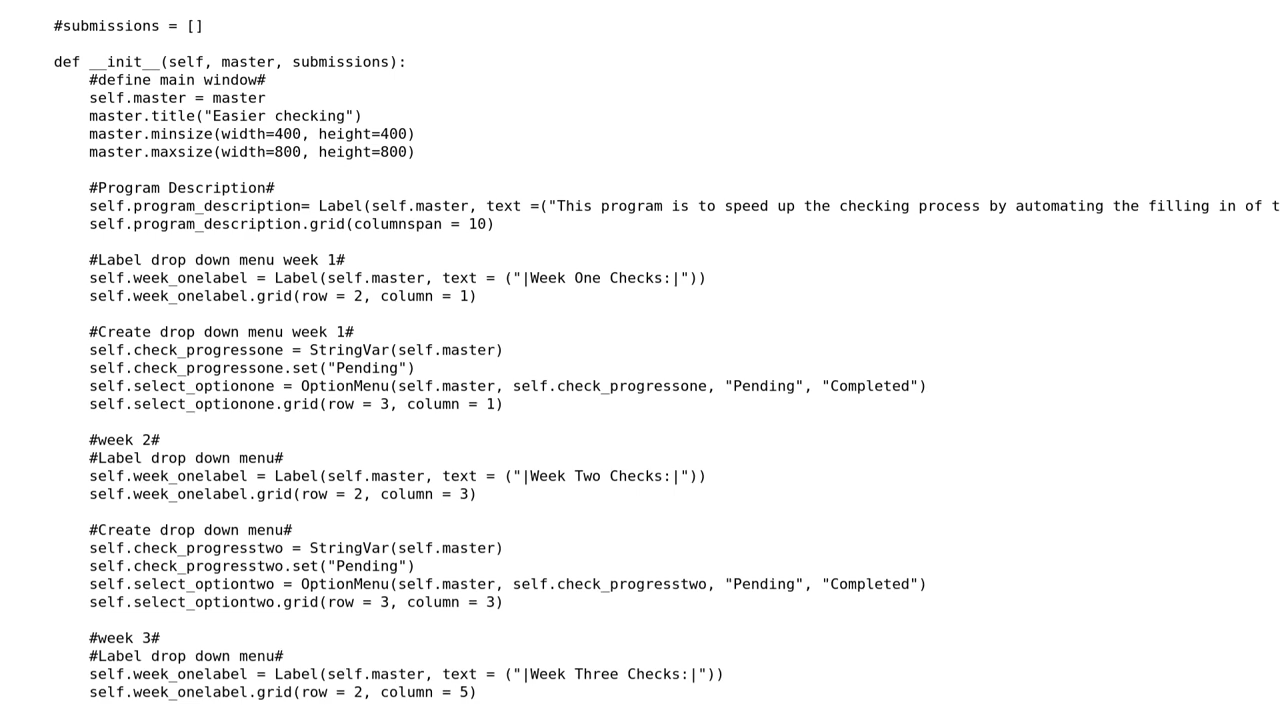 #submissions = []
def __init__(self, master, submissions):
#define main window#
self.master = master
master.title("Easier checking")
master.minsize(width=400, height=400)
master.maxsize(width=800, height=800)
#Program Description#
self.program_description= Label(self.master, text =("This program is to speed up the checking process by automating the filling in of t
self.program_description.grid(columnspan = 10)
#Label drop down menu week 1#
self.week_onelabel = Label(self.master, text = ("|Week One Checks:|"))
self.week_onelabel.grid(row = 2, column = 1)
#Create drop down menu week 1#
self.check_progressone = StringVar(self.master)
self.check_progressone.set("Pending")
self.select_optionone = OptionMenu(self.master, self.check_progressone, "Pending", "Completed")
self.select_optionone.grid(row = 3, column = 1)
#week 2#
#Label drop down menu#
self.week_onelabel = Label(self.master, text = ("|Week Two Checks:|"))
self.week_onelabel.grid(row = 2, column = 3)
#Create drop down menu#
self.check_progresstwo = StringVar(self.master)
self.check_progresstwo.set("Pending")
self.select_optiontwo = OptionMenu(self.master, self.check_progresstwo, "Pending", "Completed")
self.select_optiontwo.grid(row = 3, column = 3)
#week 3#
#Label drop down menu#
self.week_onelabel = Label(self.master, text = ("|Week Three Checks:|"))
self.week_onelabel.grid(row = 2, column = 5)